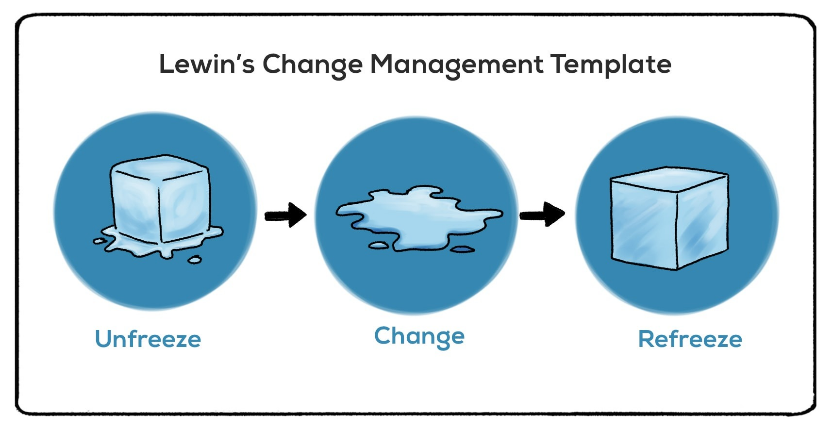 Lewin's Change Management Template
Unfreeze
Change
Refreeze